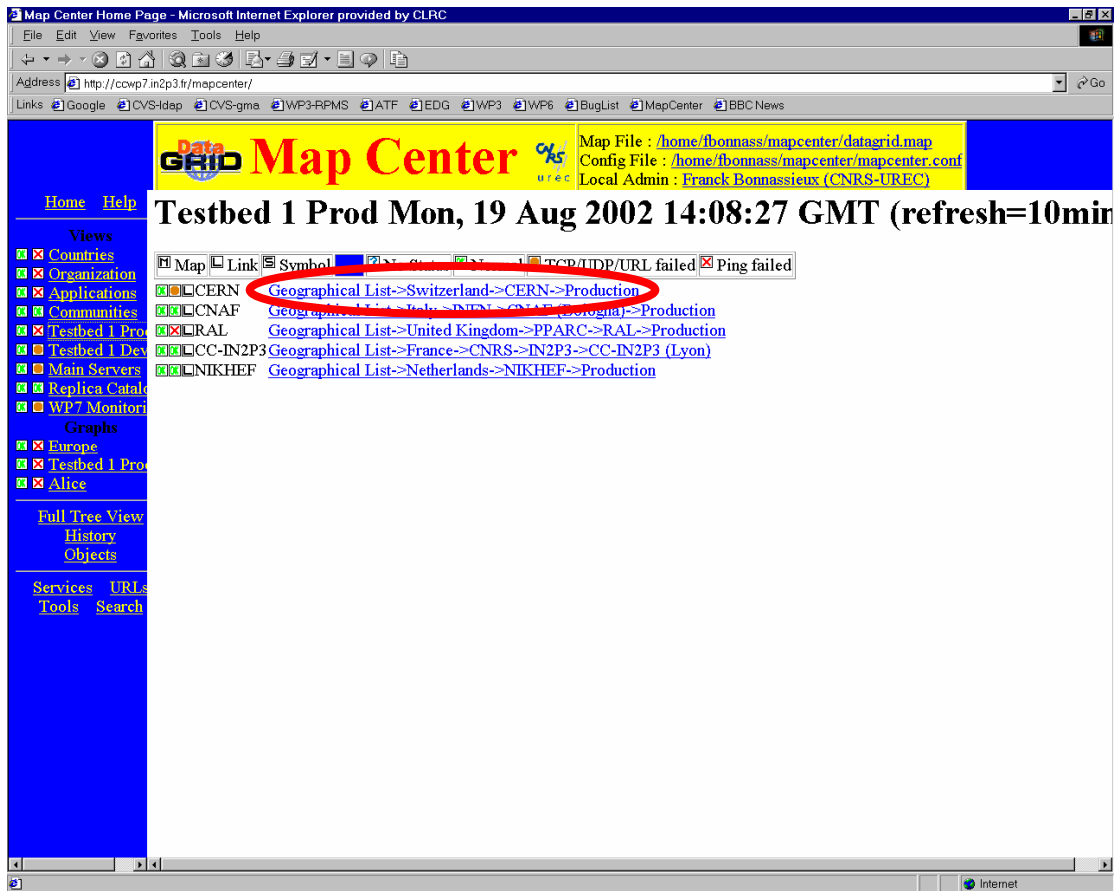 Map Center Home Page - Microsoft Internet Explorer provided by CLRC
File Edit View Favorites Tools Help
Address http://ccwp7.in2p3.fr/mapcenter/ Go
Links Google CVS-ldap CVS-gma WP3-RPMS ATF EDG WP3 WP6 BugList MapCenter BBC News
Data GRID Map Center CNRS urec
Map File : /home/fbonnass/mapcenter/datagrid.map
Config File : /home/fbonnass/mapcenter/mapcenter.conf
Local Admin : Franck Bonnassieux (CNRS-UREC)
Home Help
Views
Countries
Organization
Applications
Communities
Testbed 1 Pro
Testbed 1 Dev
Main Servers
Replica Catalo
WP7 Monitori
Graphs
Europe
Testbed 1 Pro
Alice
Full Tree View
History
Objects
Services URLs
Tools Search
Testbed 1 Prod Mon, 19 Aug 2002 14:08:27 GMT (refresh=10min
M Map L Link S Symbol ? No Status Normal TCP/UDP/URL failed Ping failed
CERN Geographical List->Switzerland->CERN->Production
CNAF Geographical List->Italy->INFN->CNAF (Bologna)->Production
RAL Geographical List->United Kingdom->PPARC->RAL->Production
CC-IN2P3 Geographical List->France->CNRS->IN2P3->CC-IN2P3 (Lyon)
NIKHEF Geographical List->Netherlands->NIKHEF->Production
Internet